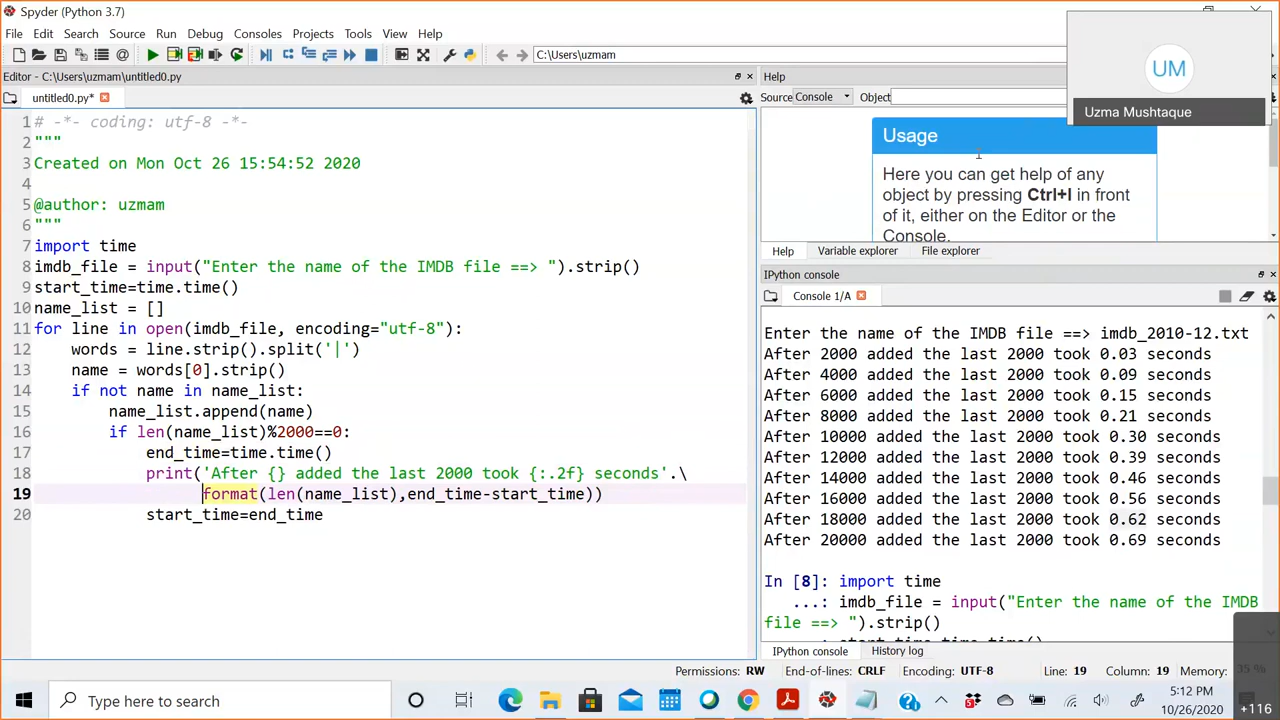 Spyder (Python 3.7)
File Edit Search Source Run Debug Consoles Projects Tools View Help
C:\Users\uzmam
UM
Uzma Mushtaque
Editor - C:\Users\uzmam\untitled0.py
untitled0.py*
1 # -*- coding: utf-8 -*-
2 """
3 Created on Mon Oct 26 15:54:52 2020
4
5 @author: uzmam
6 """
7 import time
8 imdb_file = input("Enter the name of the IMDB file ==> ").strip()
9 start_time=time.time()
10 name_list = []
11 for line in open(imdb_file, encoding="utf-8"):
12 words = line.strip().split('|')
13 name = words[0].strip()
14 if not name in name_list:
15 name_list.append(name)
16 if len(name_list)%2000==0:
17 end_time=time.time()
18 print('After {} added the last 2000 took {:.2f} seconds'.\
19 format(len(name_list),end_time-start_time))
20 start_time=end_time
Help
Source Console Object
Usage
Here you can get help of any
object by pressing Ctrl+I in front
of it, either on the Editor or the
Console.
Help Variable explorer File explorer
IPython console
Console 1/A
Enter the name of the IMDB file ==> imdb_2010-12.txt
After 2000 added the last 2000 took 0.03 seconds
After 4000 added the last 2000 took 0.09 seconds
After 6000 added the last 2000 took 0.15 seconds
After 8000 added the last 2000 took 0.21 seconds
After 10000 added the last 2000 took 0.30 seconds
After 12000 added the last 2000 took 0.39 seconds
After 14000 added the last 2000 took 0.46 seconds
After 16000 added the last 2000 took 0.56 seconds
After 18000 added the last 2000 took 0.62 seconds
After 20000 added the last 2000 took 0.69 seconds
In [8]: import time
...: imdb_file = input("Enter the name of the IMDB
file ==> ").strip()
IPython console History log
Permissions: RW End-of-lines: CRLF Encoding: UTF-8 Line: 19 Column: 19 Memory: 35 %
Type here to search
5:12 PM
10/26/2020
+116